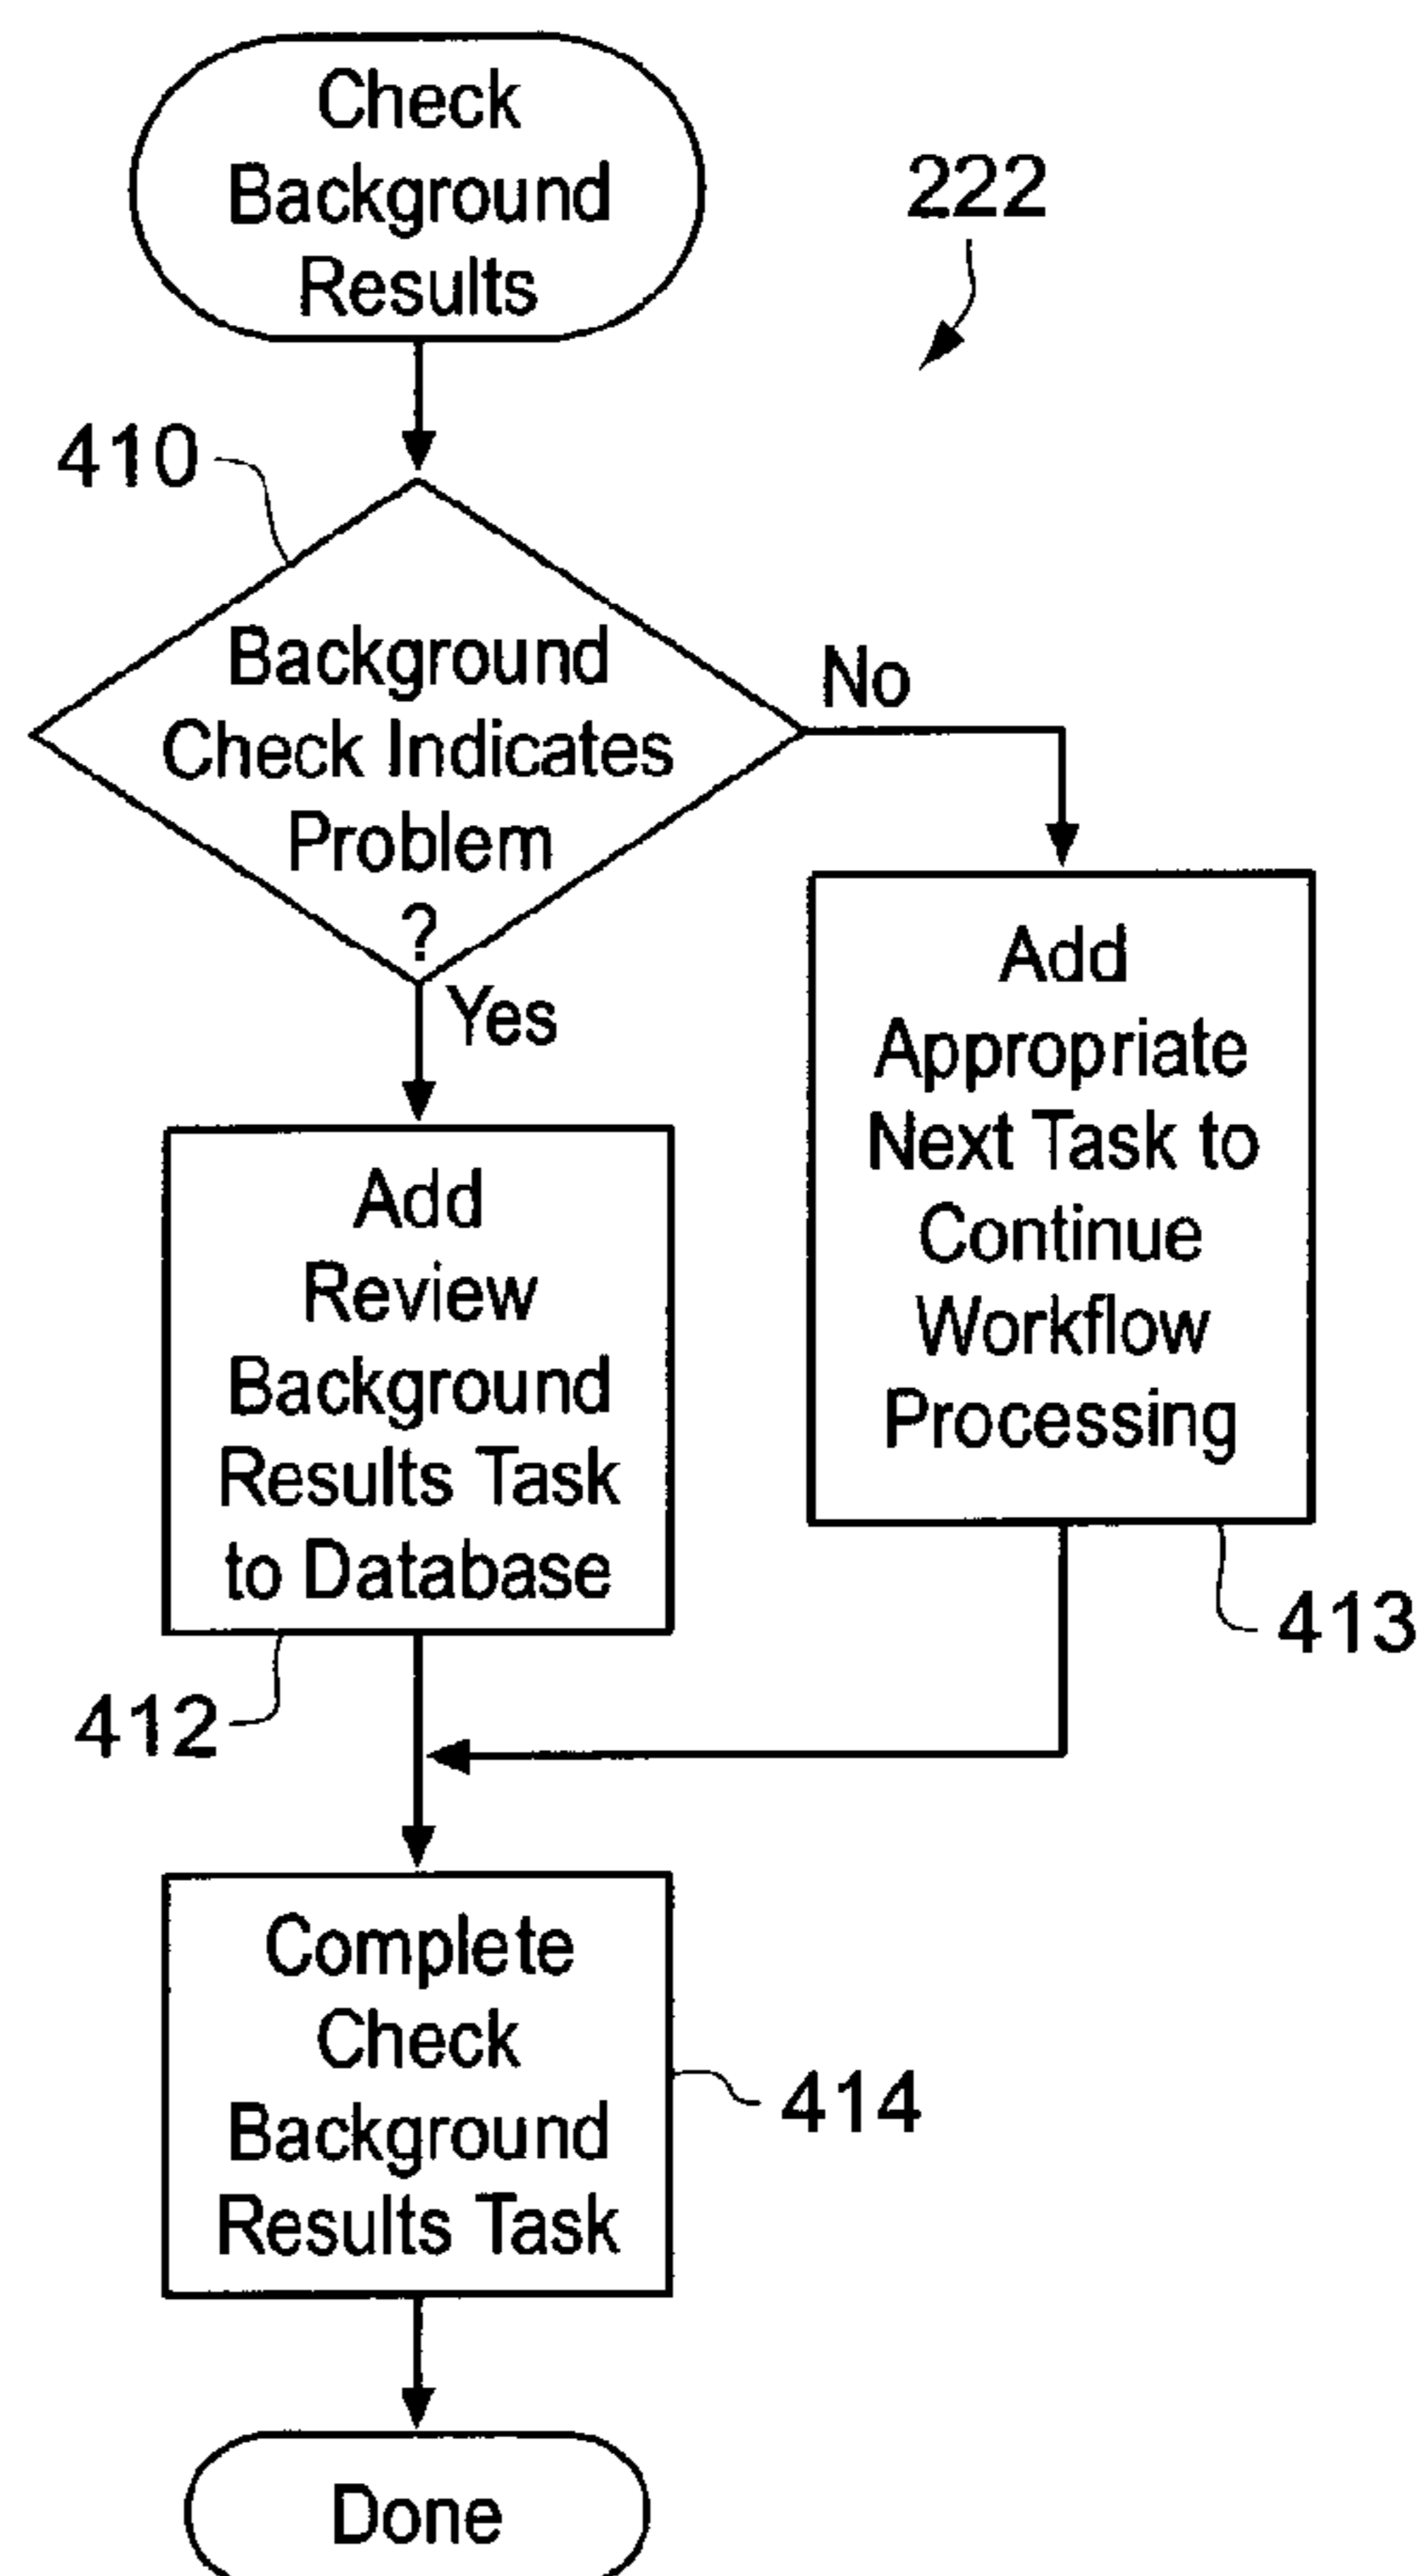 Check
Background
Results
222
410
Background
Check Indicates
Problem
?
No
Yes
Add
Appropriate
Next Task to
Continue
Workflow
Processing
413
Add
Review
Background
Results Task
to Database
412
Complete
Check
Background
Results Task
414
Done